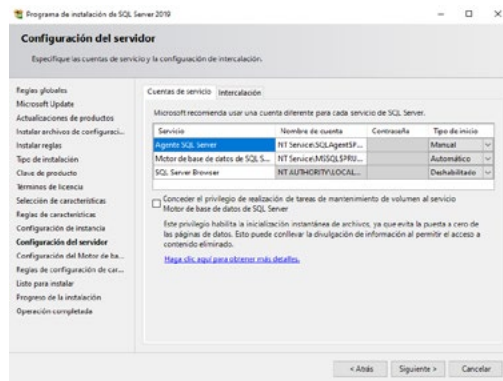 Programa de instalación de SQL Server 2019
Configuración del servidor
Especifique las cuentas de servicio y la configuración de intercalación.
Reglas globales
Microsoft Update
Actualizaciones de productos
Instalar archivos de configuraci...
Instalar reglas
Tipo de instalación
Clave de producto
Términos de licencia
Selección de características
Reglas de características
Configuración de instancia
Configuración del servidor
Configuración del Motor de ba...
Reglas de configuración de car...
Listo para instalar
Progreso de la instalación
Operación completada
Cuentas de servicio Intercalación
Microsoft recomienda usar una cuenta diferente para cada servicio de SQL Server.
Servicio Nombre de cuenta Contraseña Tipo de inicio
Agente SQL Server NT Service\SQLAgent$P... Manual
Motor de base de datos de SQL S... NT Service\MSSQL$PRU... Automático
SQL Server Browser NT AUTHORITY\LOCAL... Deshabilitado
Conceder el privilegio de realización de tareas de mantenimiento de volumen al servicio
Motor de base de datos de SQL Server
Este privilegio habilita la inicialización instantánea de archivos, ya que evita la puesta a cero de
las páginas de datos. Esto puede conllevar la divulgación de información al permitir el acceso a
contenido eliminado.
Haga clic aquí para obtener más detalles.
< Atrás Siguiente > Cancelar